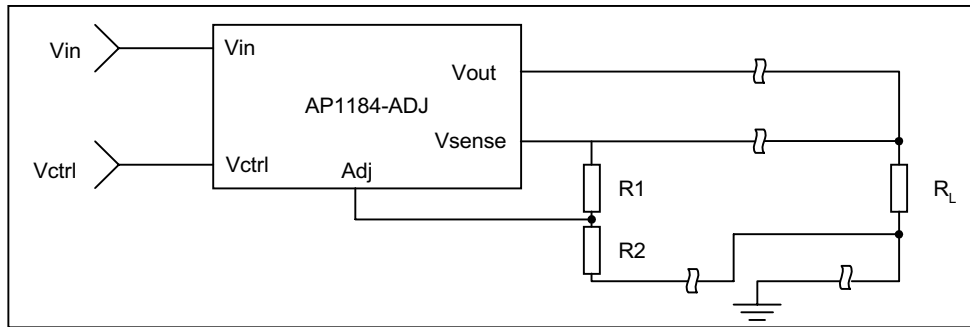 Vin
Vin
Vout
AP1184-ADJ
Vsense
Vctrl
Vctrl
Adj
R1
RL
R2